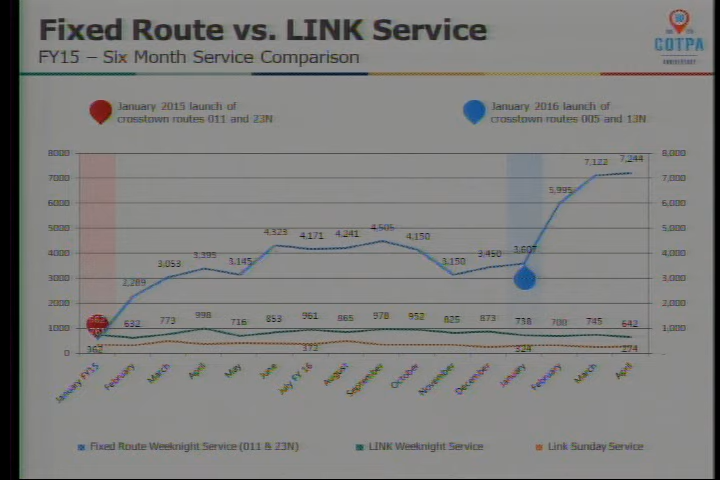 Fixed Route vs. LINK Service
FY15 – Six Month Service Comparison
COTPA
ANNIVERSARY
January 2015 launch of
crosstown routes 011 and 23N
January 2016 launch of
crosstown routes 005 and 13N
8000
7000
6000
5000
4000
3000
2000
1000
0
8,000
7,000
6,000
5,000
4,000
3,000
2,000
1,000
-
2,289
3,053
3,395
3,145
4,323
4,171
4,241
4,505
4,150
3,150
3,450
3,607
5,995
7,122
7,244
632
773
998
716
853
961
865
978
952
825
873
738
700
745
642
362
373
324
274
January FY15
February
March
April
May
June
July FY 16
August
September
October
November
December
January
February
March
April
Fixed Route Weeknight Service (011 & 23N)
LINK Weeknight Service
Link Sunday Service